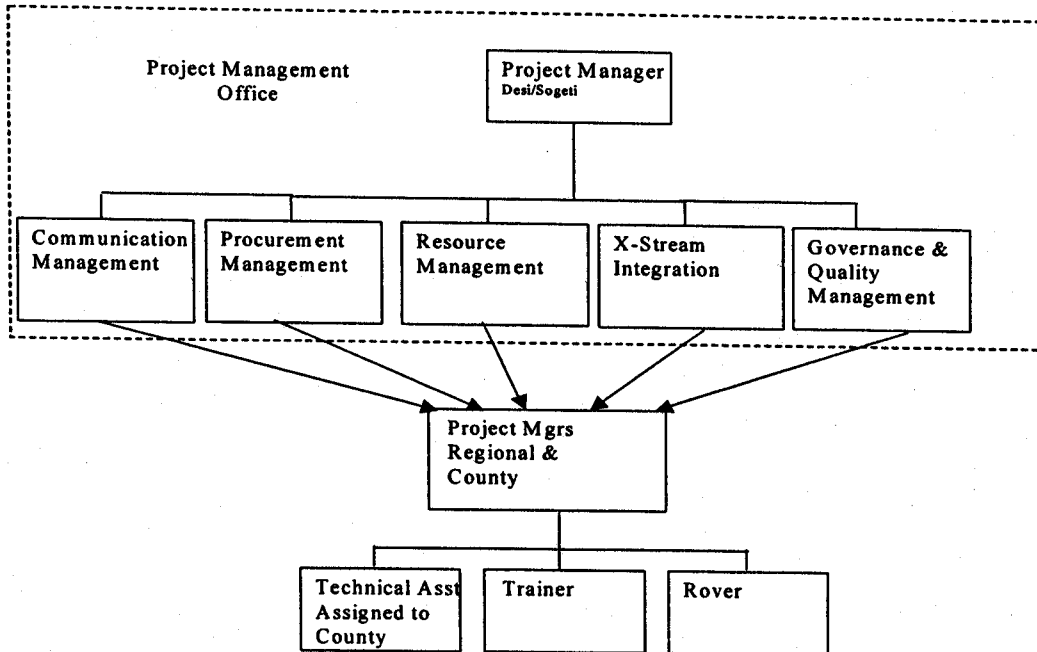 Project Management
Office
Project Manager
Desi/Sogeti
Communication
Management
Procurement
Management
Resource
Management
X-Stream
Integration
Governance &
Quality
Management
Project Mgrs
Regional &
County
Technical Asst
Assigned to
County
Trainer
Rover